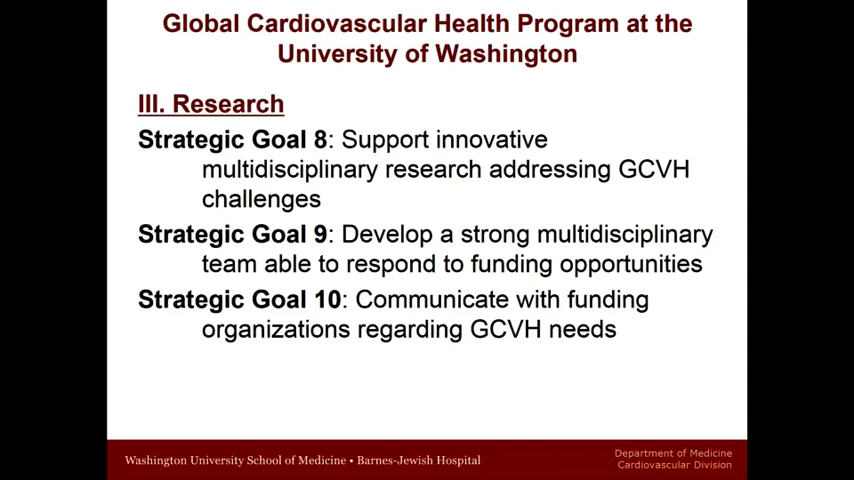 Global Cardiovascular Health Program at the
University of Washington
III. Research
Strategic Goal 8: Support innovative
multidisciplinary research addressing GCVH
challenges
Strategic Goal 9: Develop a strong multidisciplinary
team able to respond to funding opportunities
Strategic Goal 10: Communicate with funding
organizations regarding GCVH needs
Washington University School of Medicine • Barnes-Jewish Hospital
Department of Medicine
Cardiovascular Division